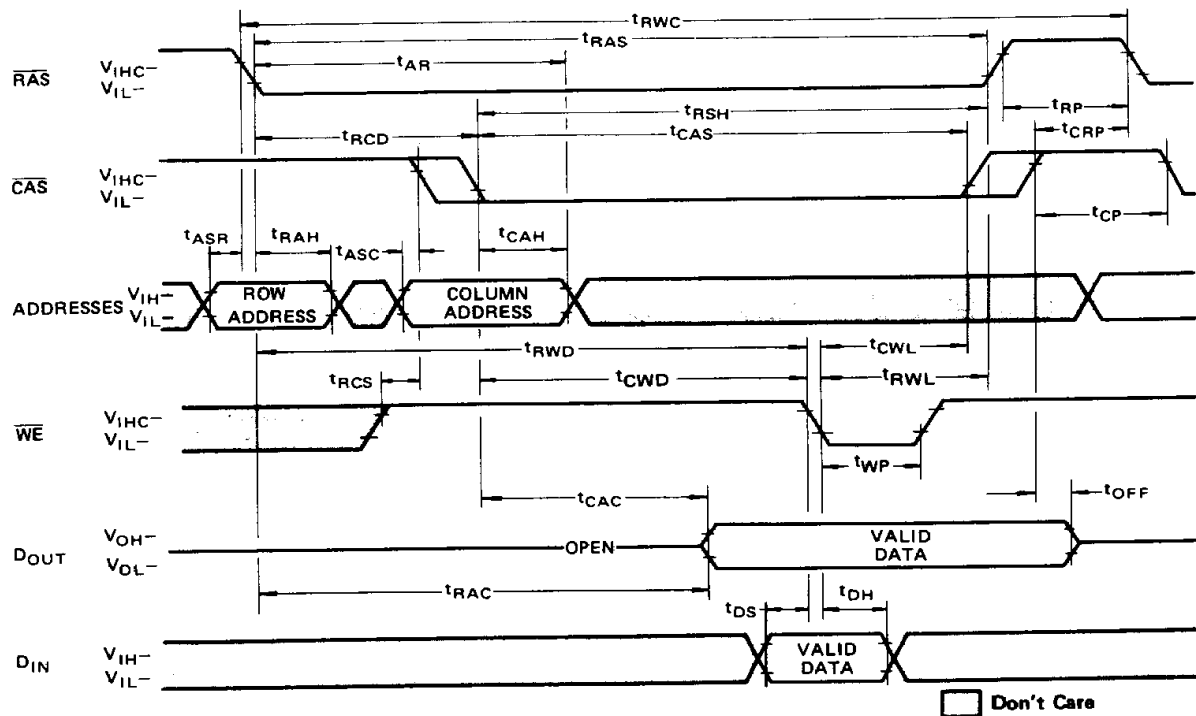 tRWC
tRAS
tAR
RAS
VIHC–
VIL–
tRSH
tRP
tRCD
tCAS
tCRP
CAS
VIHC–
VIL–
tCP
tASR
tRAH
tASC
tCAH
ADDRESSES
VIH–
VIL–
ROW
ADDRESS
COLUMN
ADDRESS
tRWD
tCWL
tRCS
tCWD
tRWL
WE
VIHC–
VIL–
tWP
tCAC
tOFF
DOUT
VOH–
VOL–
OPEN
VALID
DATA
tRAC
tDS
tDH
DIN
VIH–
VIL–
VALID
DATA
Don't Care